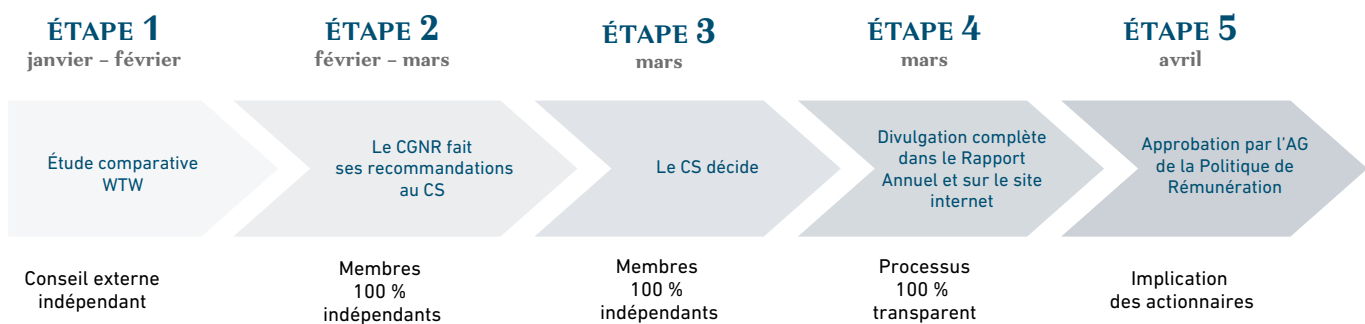 ÉTAPE 1
janvier – février
Étude comparative
WTW
Conseil externe
indépendant
ÉTAPE 2
février – mars
Le CGNR fait
ses recommandations
au CS
Membres
100 %
indépendants
ÉTAPE 3
mars
Le CS décide
Membres
100 %
indépendants
ÉTAPE 4
mars
Divulgation complète
dans le Rapport
Annuel et sur le site
internet
Processus
100 %
transparent
ÉTAPE 5
avril
Approbation par l'AG
de la Politique de
Rémunération
Implication
des actionnaires